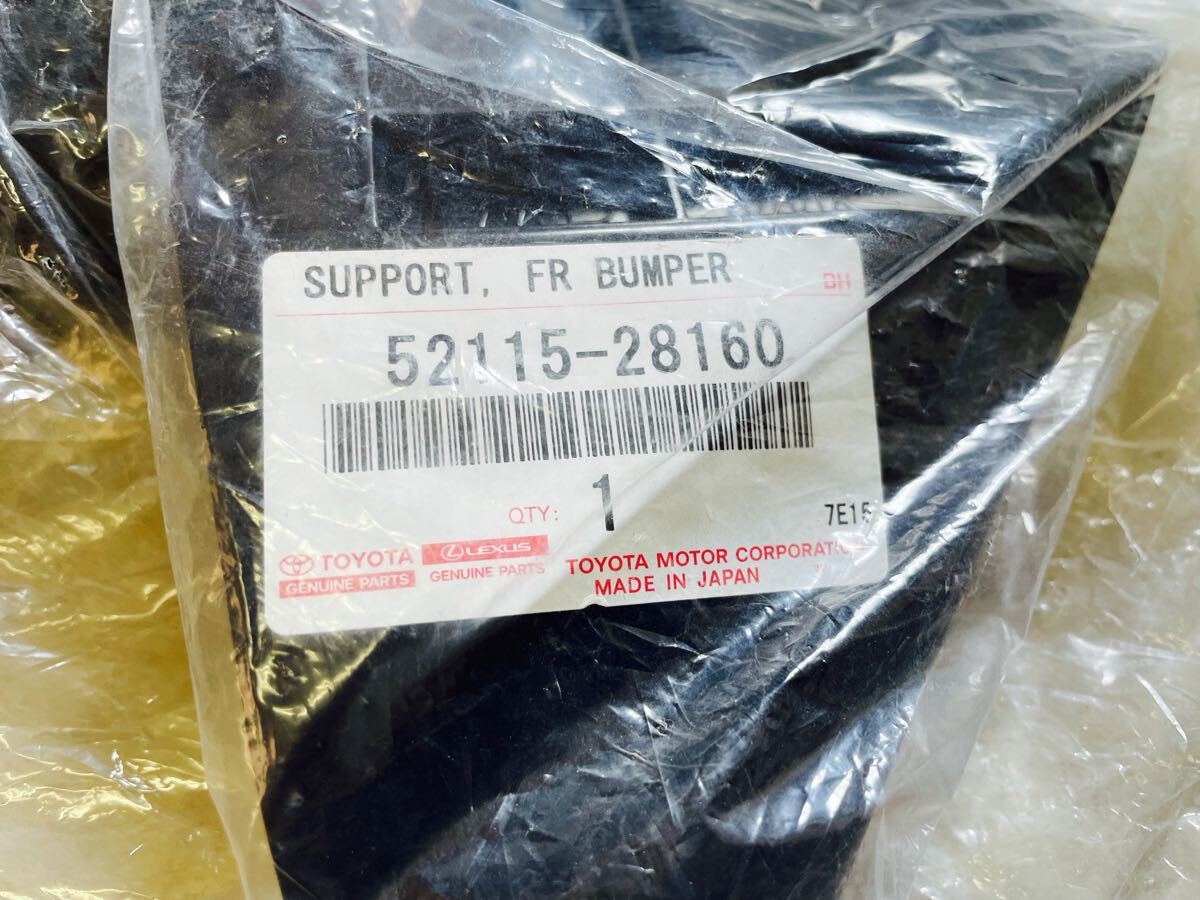 SUPPORT, FR BUMPER BH
52115-28160
QTY: 1 7E15
TOYOTA LEXUS TOYOTA MOTOR CORPORATION
GENUINE PARTS GENUINE PARTS MADE IN JAPAN